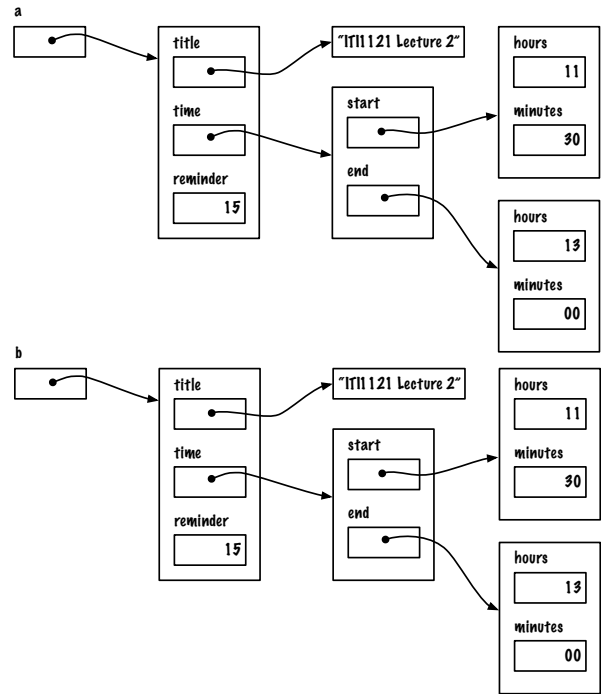 a
title
"ITI1121 Lecture 2"
time
reminder
15
start
end
hours
11
minutes
30
hours
13
minutes
00
b
title
"ITI1121 Lecture 2"
time
reminder
15
start
end
hours
11
minutes
30
hours
13
minutes
00